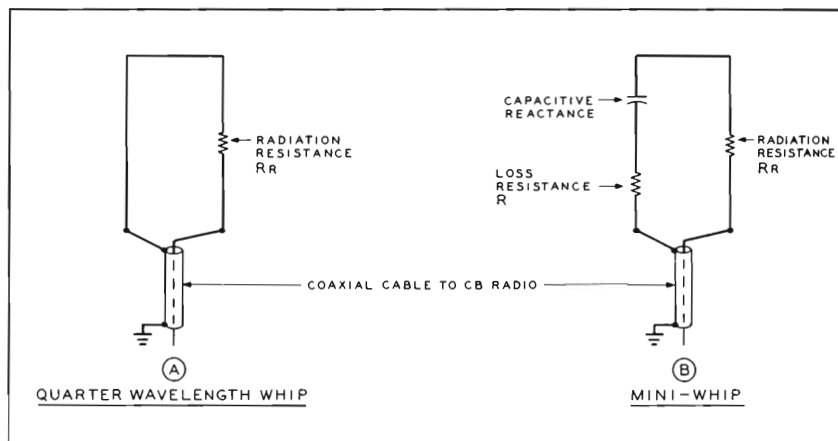 RADIATION
RESISTANCE
RR
CAPACITIVE
REACTANCE
LOSS
RESISTANCE
R
RADIATION
RESISTANCE
RR
COAXIAL CABLE TO CB RADIO
A
QUARTER WAVELENGTH WHIP
B
MINI-WHIP